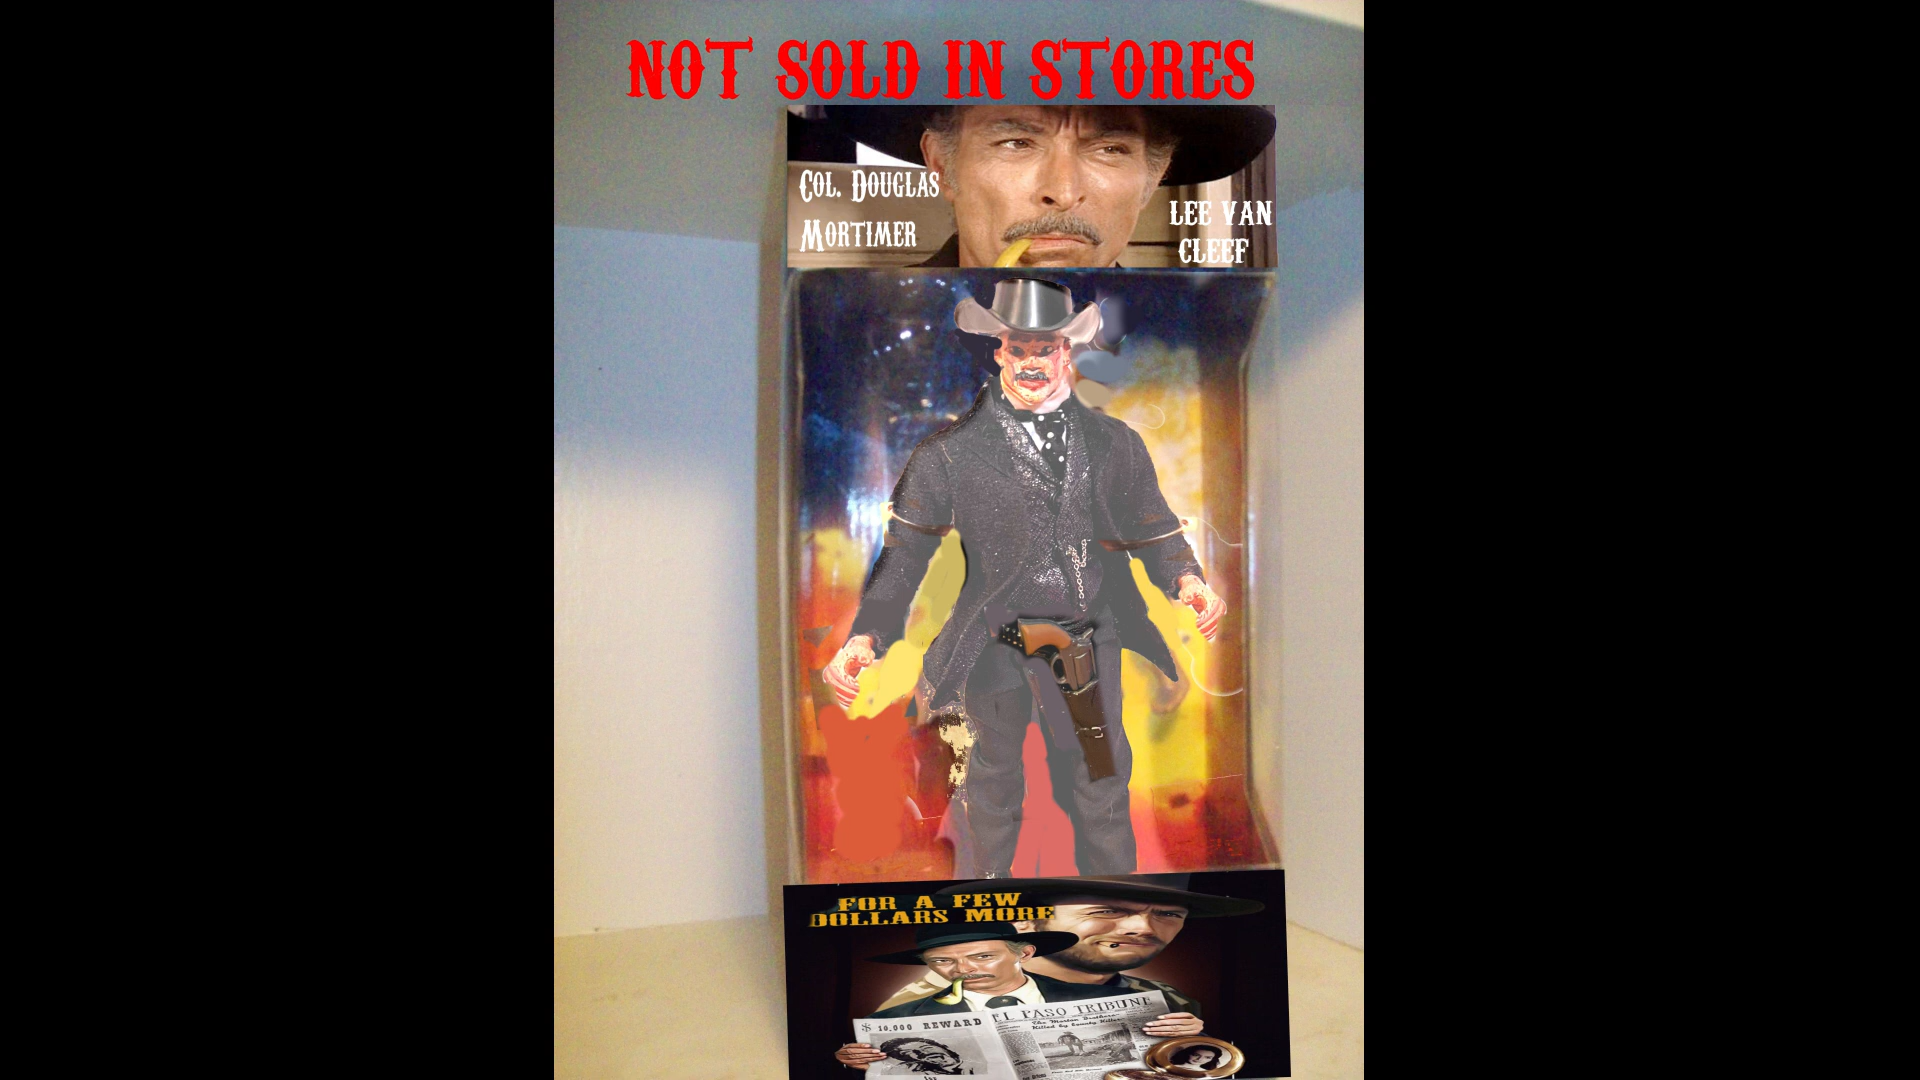 NOT SOLD IN STORES
COL. DOUGLAS
MORTIMER
LEE VAN
CLEEF
FOR A FEW
DOLLARS MORE
$ 10,000 REWARD
EL PASO TRIBUNE